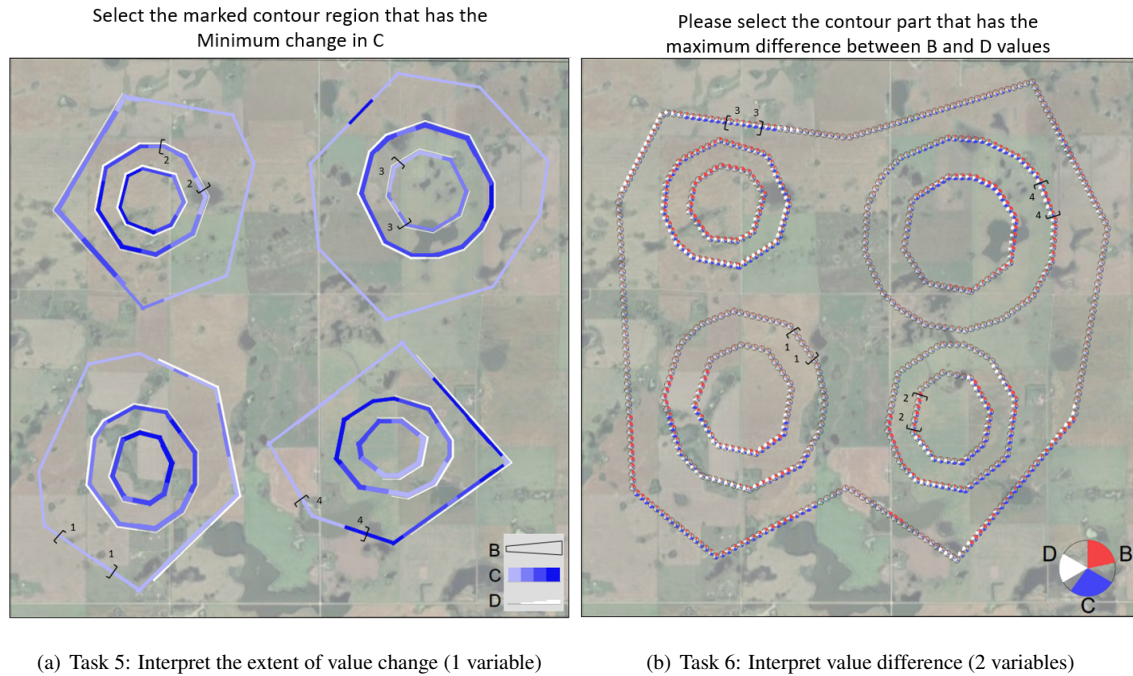 Select the marked contour region that has the
Minimum change in C
Please select the contour part that has the
maximum difference between B and D values
2
2
3
3
1
1
4
4
B
C
D
3 3
4
4
1
1
2
2
D
B
C
(a) Task 5: Interpret the extent of value change (1 variable)
(b) Task 6: Interpret value difference (2 variables)